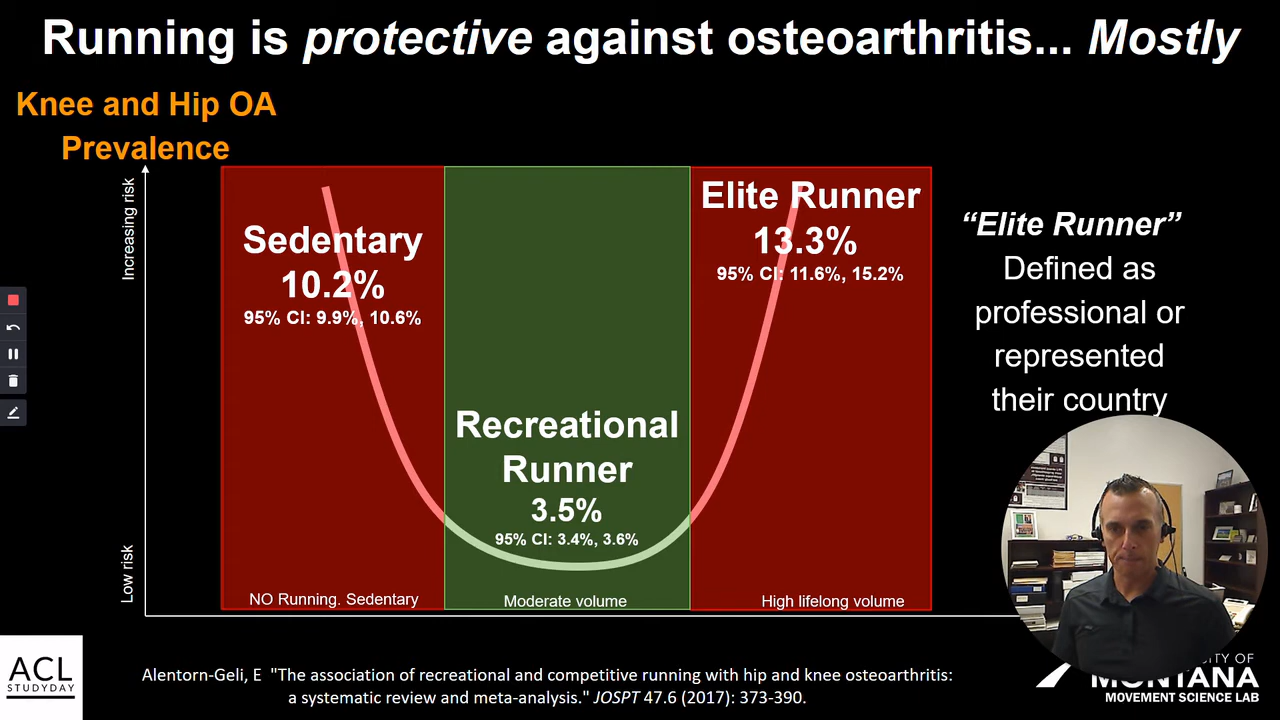 Running is protective against osteoarthritis... Mostly
Knee and Hip OA
Prevalence
Increasing risk
Low risk
Sedentary
10.2%
95% CI: 9.9%, 10.6%
NO Running. Sedentary
Recreational
Runner
3.5%
95% CI: 3.4%, 3.6%
Moderate volume
Elite Runner
13.3%
95% CI: 11.6%, 15.2%
High lifelong volume
“Elite Runner”
Defined as
professional or
represented
their country
ACL
STUDYDAY
Alentorn-Geli, E "The association of recreational and competitive running with hip and knee osteoarthritis:
a systematic review and meta-analysis." JOSPT 47.6 (2017): 373-390.
OF
MONTANA
MOVEMENT SCIENCE LAB